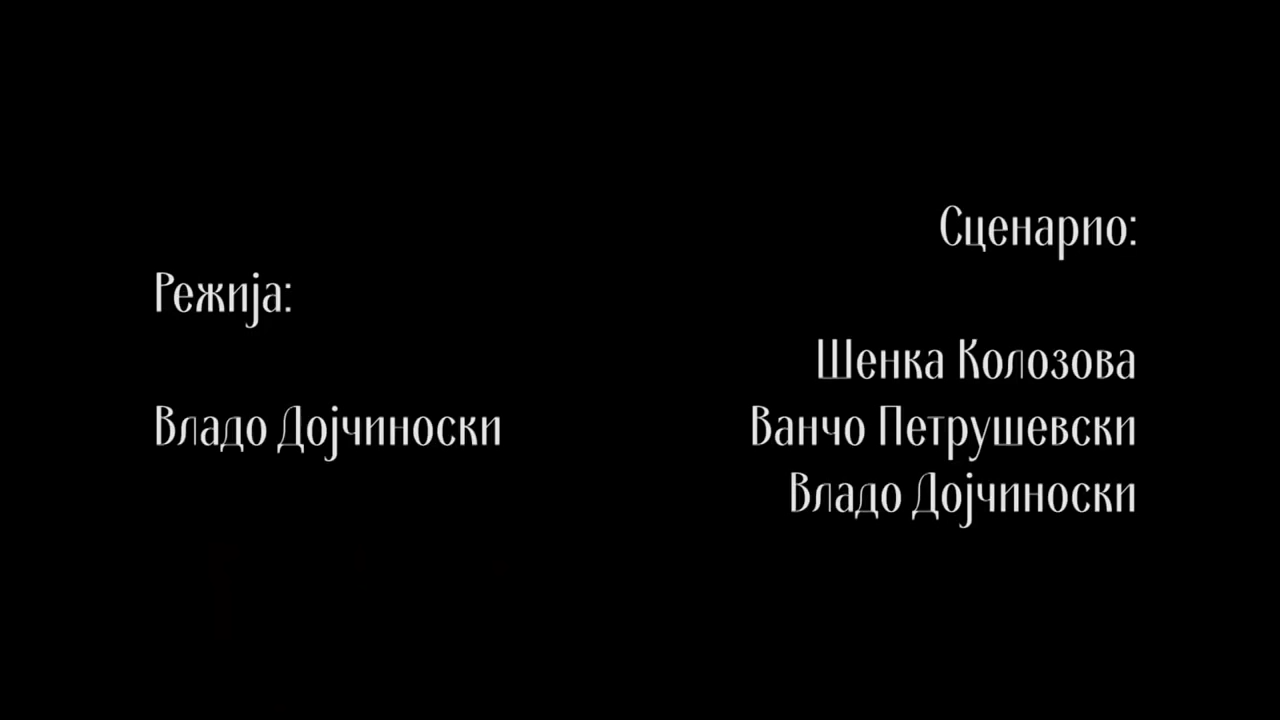 Режија:
Владо Дојчиноски
Сценарио:
Шенка Колозова
Ванчо Петрушевски
Владо Дојчиноски